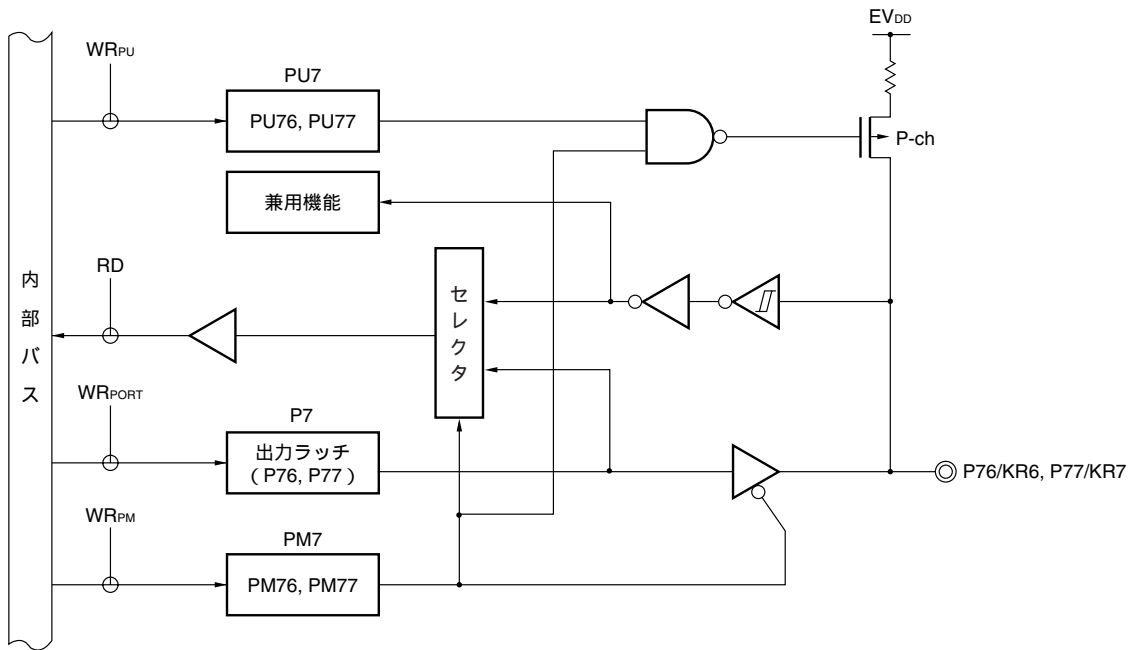 EVDD
WRPU
PU7
PU76, PU77
P-ch
兼用機能
RD
セレクタ
内部バス
WRPORT
P7
出力ラッチ
( P76, P77 )
P76/KR6, P77/KR7
WRPM
PM7
PM76, PM77